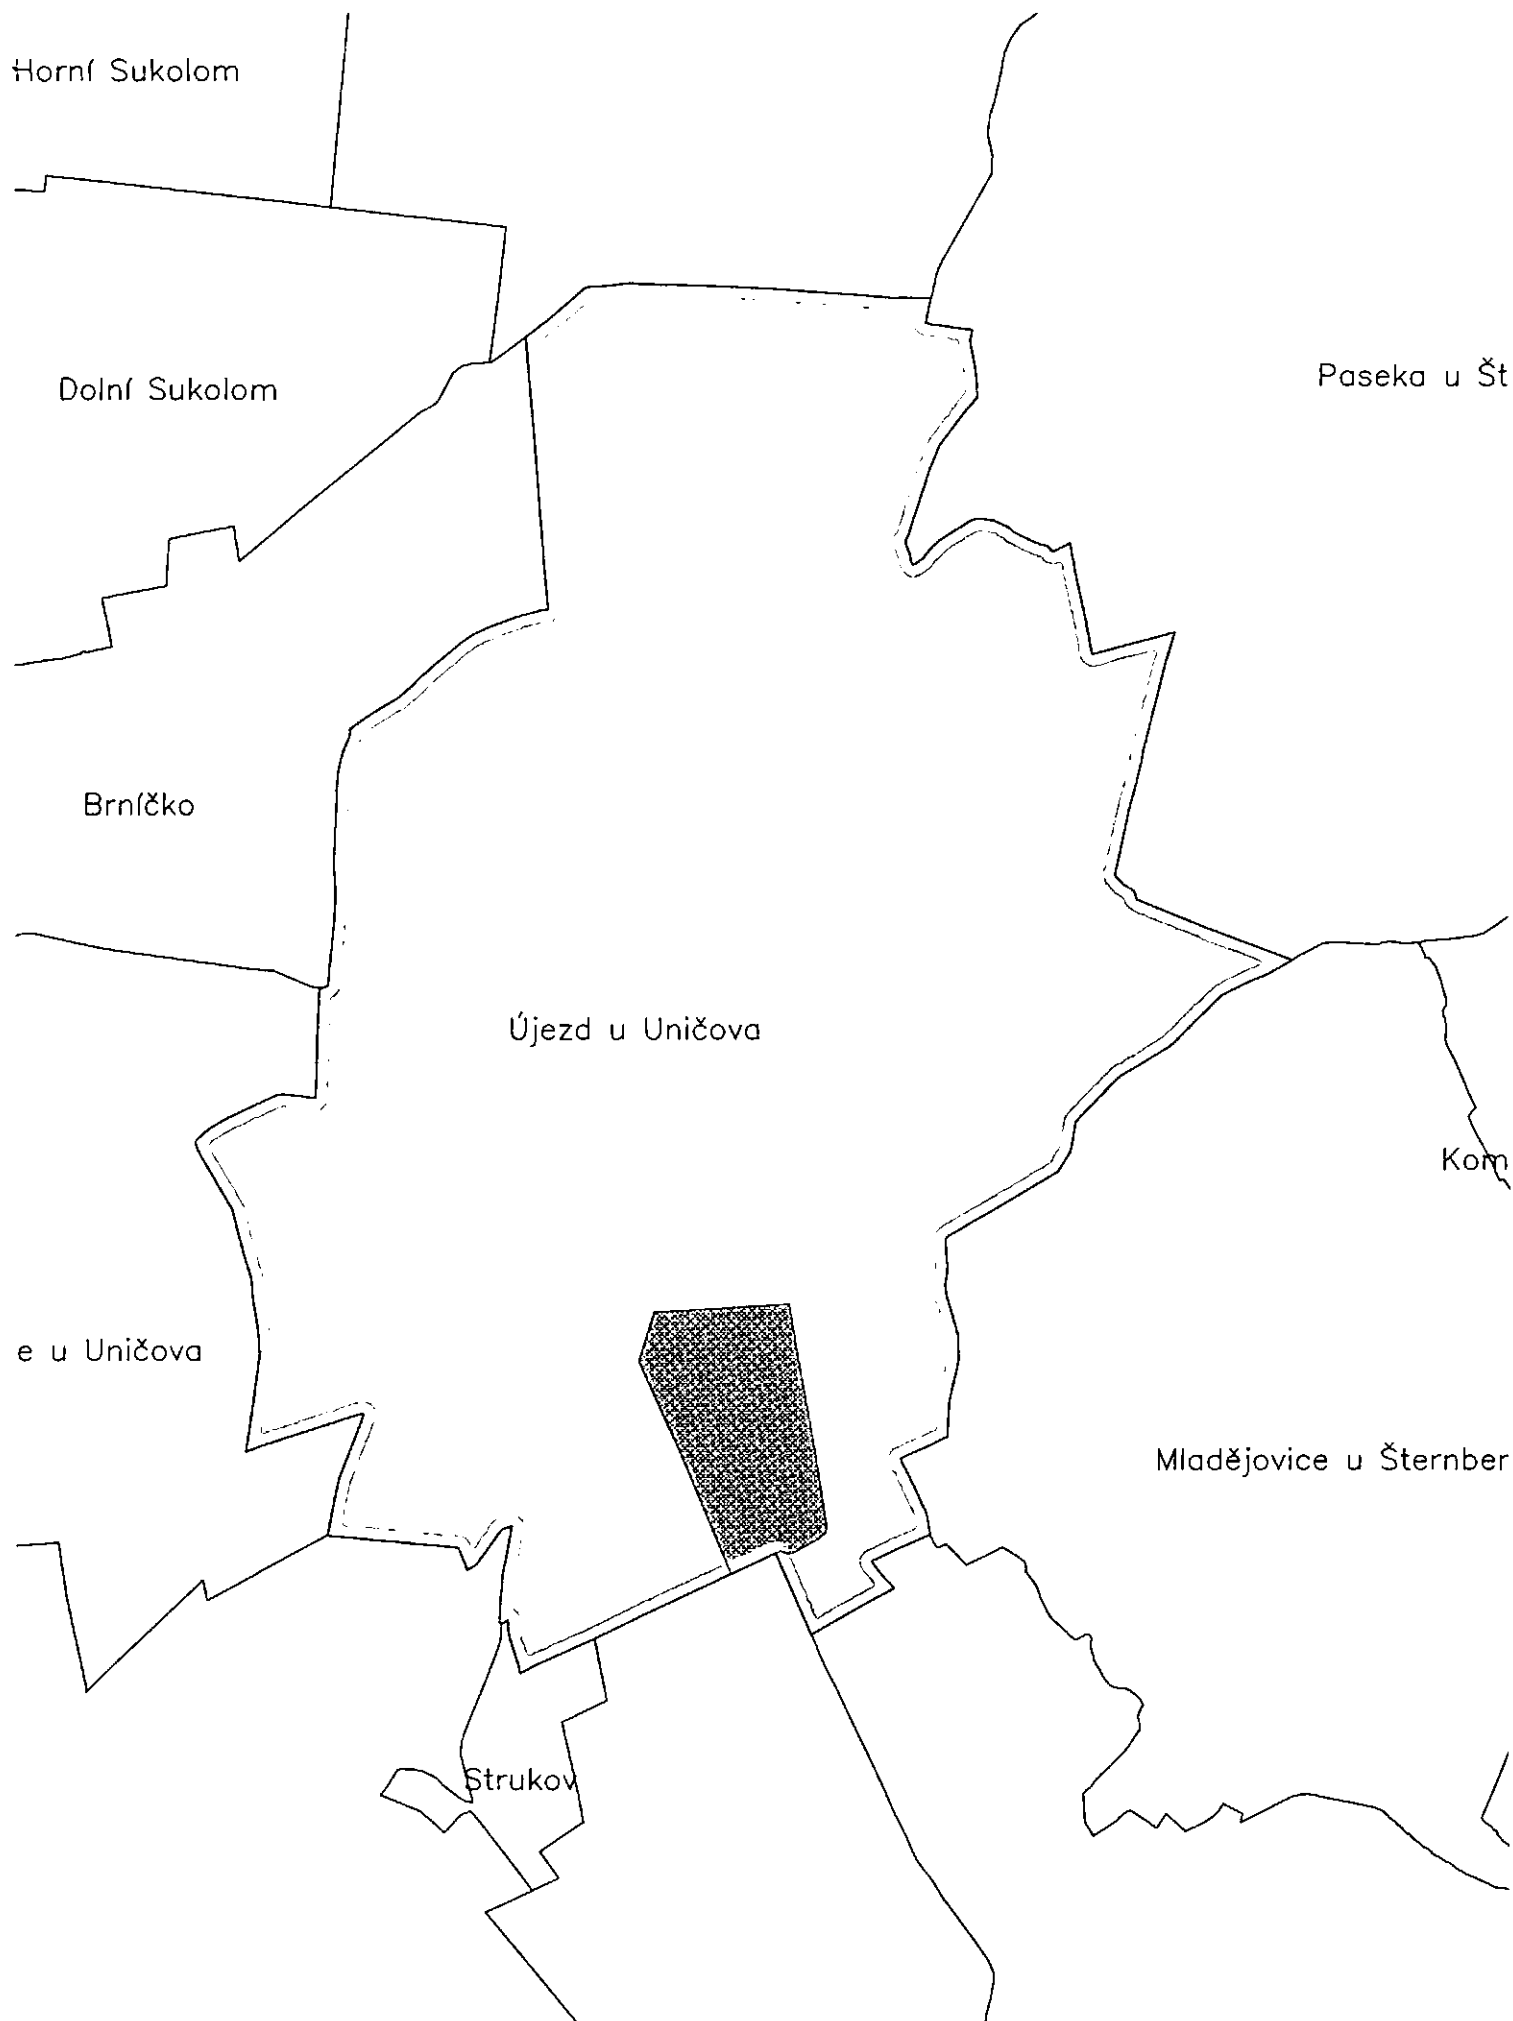 Horní Sukolom
Dolní Sukolom
Paseka u Št
Brníčko
Újezd u Uničova
Kom
e u Uničova
Mladějovice u Šternber
Strukov